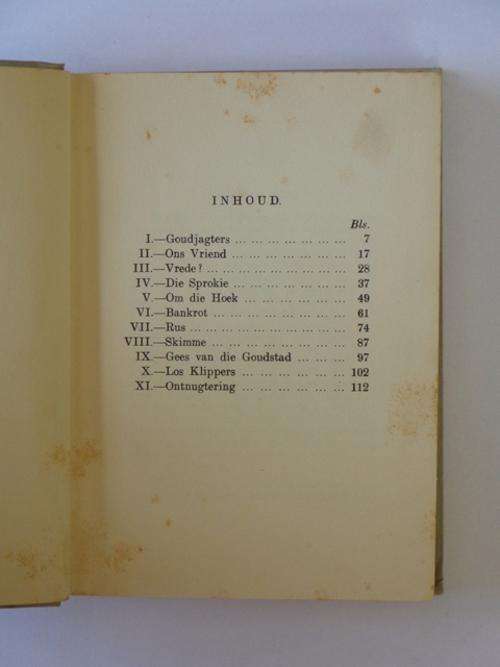 INHOUD.
Bls.
I.—Goudjagters ... ... ... ... ... ... ... 7
II.—Ons Vriend ... ... ... ... ... ... ... 17
III.—Vrede? ... ... ... ... ... ... ... ... ... 28
IV.—Die Sprokie ... ... ... ... ... ... ... 37
V.—Om die Hoek ... ... ... ... ... ... 49
VI.—Bankrot ... ... ... ... ... ... ... ... 61
VII.—Rus ... ... ... ... ... ... ... ... ... ... 74
VIII.—Skimme ... ... ... ... ... ... ... ... 87
IX.—Gees van die Goudstad ... ... ... 97
X.—Los Klippers ... ... ... ... ... ... 102
XI.—Ontnugtering ... ... ... ... ... ... 112